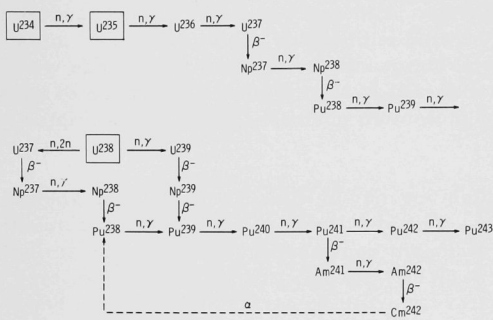 U234 n,γ U235 n,γ U236 n,γ U237
β-
Np237 n,γ Np238
β-
Pu238 n,γ Pu239 n,γ
U237 n,2n U238 n,γ U239
β- β-
Np237 n,γ Np238 Np239
β- β-
Pu238 n,γ Pu239 n,γ Pu240 n,γ Pu241 n,γ Pu242 n,γ Pu243
β-
Am241 n,γ Am242
β-
α
Cm242